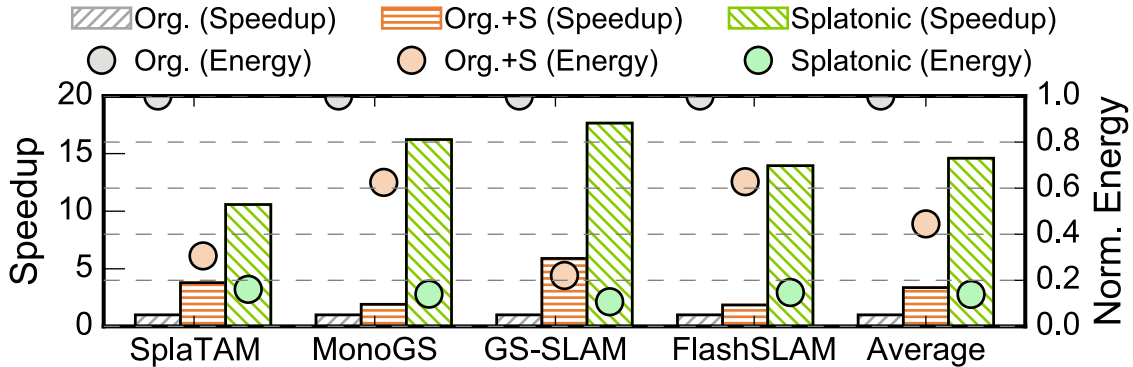 Org. (Speedup) Org.+S (Speedup) Splatonic (Speedup)
Org. (Energy) Org.+S (Energy) Splatonic (Energy)
Speedup
20
15
10
5
0
1.0
0.8
0.6
0.4
0.2
0.0
Norm. Energy
SplaTAM MonoGS GS-SLAM FlashSLAM Average